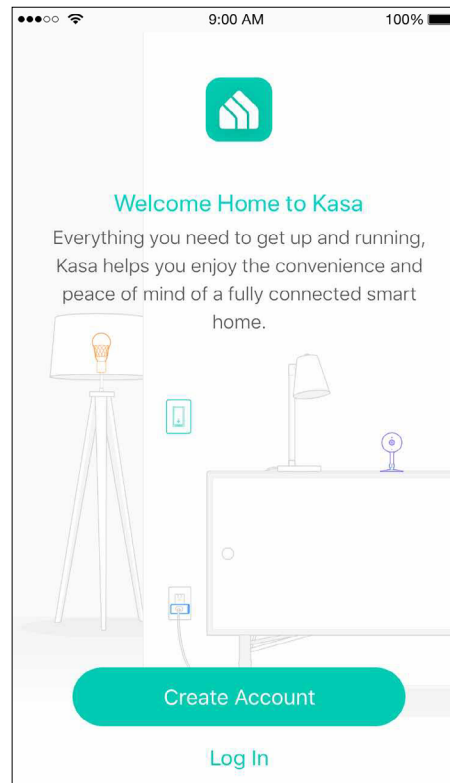 9:00 AM
100%
Welcome Home to Kasa
Everything you need to get up and running,
Kasa helps you enjoy the convenience and
peace of mind of a fully connected smart
home.
Create Account
Log In